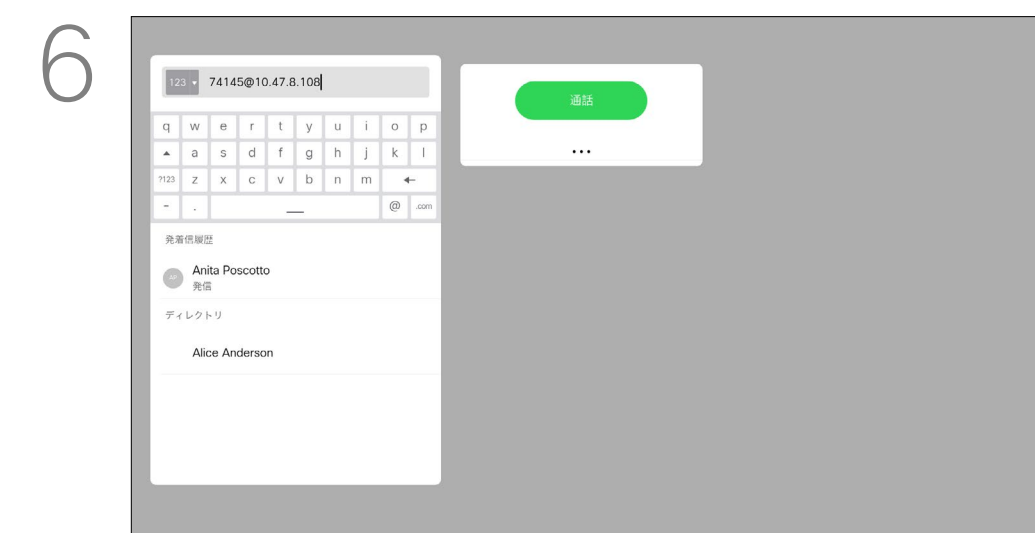 6
123 74145@10.47.8.108
通話
...
q w e r t y u i o p
a s d f g h j k l
?123 z x c v b n m
- . @ .com
発着信履歴
AP Anita Poscotto
発信
ディレクトリ
Alice Anderson